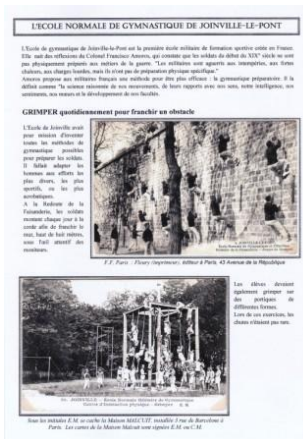 L'ECOLE NORMALE DE GYMNASTIQUE DE JOINVILLE-LE-PONT
L'Ecole de gymnastique de Joinville-le-Pont est la première école militaire de formation sportive créée en France.
Elle naît des réflexions du Colonel Francisco Amoros, qui constate que les soldats du début du XIX° siècle ne sont
pas physiquement préparés aux métiers de la guerre. "Les militaires sont aguerris aux intempéries, aux fortes
chaleurs, aux charges lourdes, mais ils n'ont pas de préparation physique spécifique."
Amoros propose aux militaires français une méthode pour être plus efficaces : la gymnastique préparatoire. Il la
définit comme "la science raisonnée de nos mouvements, de leurs rapports avec nos sens, notre intelligence, nos
sentiments, nos mœurs et le développement de nos facultés.
GRIMPER quotidiennement pour franchir un obstacle
L'Ecole de Joinville avait
pour mission d'inventer
toutes les méthodes de
gymnastique possibles
pour préparer les soldats.
Il fallait adapter les
hommes aux efforts les
plus divers, les plus
sportifs, ou les plus
acrobatiques.
A la Redoute de la
Faisanderie, les soldats
montent chaque jour à la
corde afin de franchir le
mur, haut de huit mètres,
sous l'œil attentif des
moniteurs.
F.F. Paris. - Fleury (imprimeur), éditeur à Paris, 43 Avenue de la République
Les élèves devaient
également grimper sur
des portiques de
différentes formes.
Lors de ces exercices, les
chutes n'étaient pas rare.
JOINVILLE - Ecole Normale Militaire de Gymnastique
Sous les initiales E.M. se cache la Maison MALCUIT, installée 3 rue de Barcelone à
Paris. Les cartes de la Maison Malcuit sont signées E.M. ou C.M.